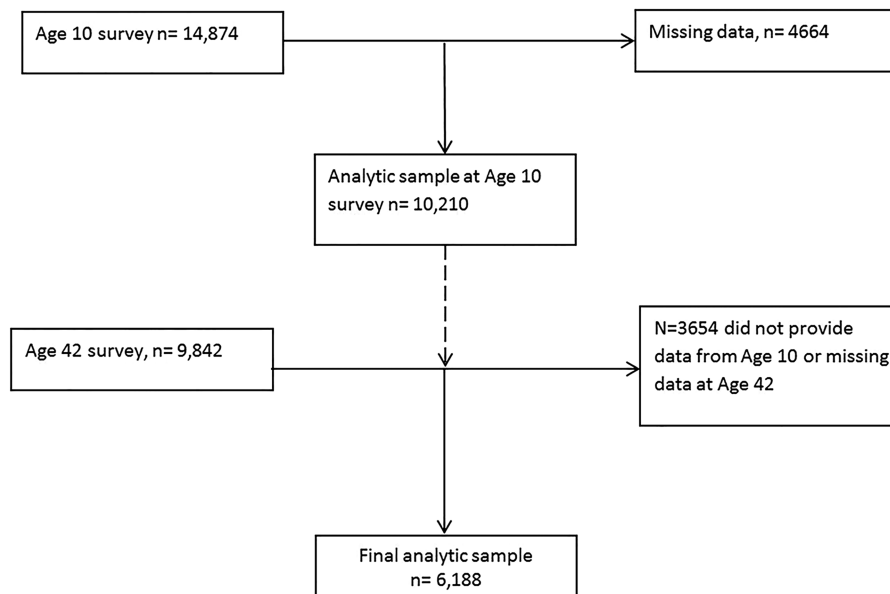 Age 10 survey n= 14,874
Missing data, n= 4664
Analytic sample at Age 10
survey n= 10,210
Age 42 survey, n= 9,842
N=3654 did not provide
data from Age 10 or missing
data at Age 42
Final analytic sample
n= 6,188